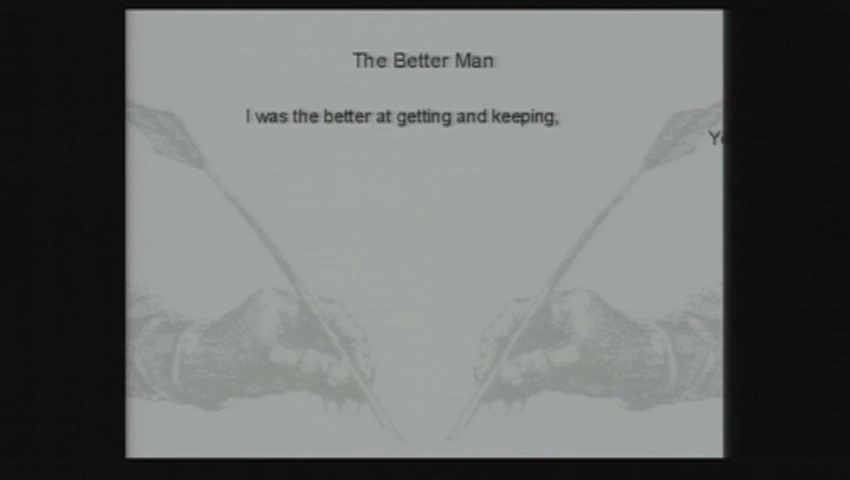 The Better Man
I was the better at getting and keeping,